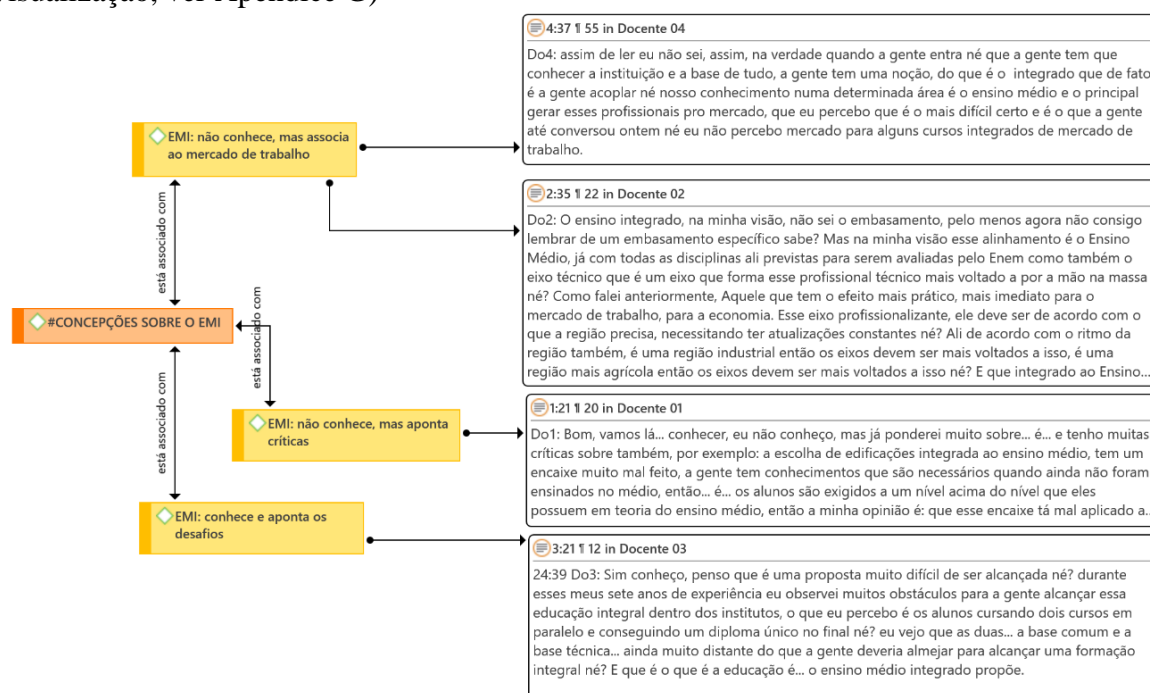 visualização, ver Apêndice G)
4:37 ¶ 55 in Docente 04
Do4: assim de ler eu não sei, assim, na verdade quando a gente entra né que a gente tem que
conhecer a instituição e a base de tudo, a gente tem uma noção, do que é o integrado que de fato
é a gente acoplar né nosso conhecimento numa determinada área é o ensino médio e o principal
gerar esses profissionais pro mercado, que eu percebo que é o mais difícil certo e é o que a gente
até conversou ontem né eu não percebo mercado para alguns cursos integrados de mercado de
trabalho.
EMI: não conhece, mas associa
ao mercado de trabalho
2:35 ¶ 22 in Docente 02
Do2: O ensino integrado, na minha visão, não sei o embasamento, pelo menos agora não consigo
lembrar de um embasamento específico sabe? Mas na minha visão esse alinhamento é o Ensino
Médio, já com todas as disciplinas ali previstas para serem avaliadas pelo Enem como também o
eixo técnico que é um eixo que forma esse profissional técnico mais voltado a por a mão na massa
né? Como falei anteriormente, Aquele que tem o efeito mais prático, mais imediato para o
mercado de trabalho, para a economia. Esse eixo profissionalizante, ele deve ser de acordo com o
que a região precisa, necessitando ter atualizações constantes né? Ali de acordo com o ritmo da
região também, é uma região industrial então os eixos devem ser mais voltados a isso, é uma
região mais agrícola então os eixos devem ser mais voltados a isso né? E que integrado ao Ensino...
está associado com
#CONCEPÇÕES SOBRE O EMI
está associado com
está associado com
EMI: não conhece, mas aponta
críticas
1:21 ¶ 20 in Docente 01
Do1: Bom, vamos lá... conhecer, eu não conheço, mas já ponderei muito sobre... é... e tenho muitas
críticas sobre também, por exemplo: a escolha de edificações integrada ao ensino médio, tem um
encaixe muito mal feito, a gente tem conhecimentos que são necessários quando ainda não foram
ensinados no médio, então... é... os alunos são exigidos a um nível acima do nível que eles
possuem em teoria do ensino médio, então a minha opinião é: que esse encaixe tá mal aplicado a...
EMI: conhece e aponta os
desafios
3:21 ¶ 12 in Docente 03
24:39 Do3: Sim conheço, penso que é uma proposta muito difícil de ser alcançada né? durante
esses meus sete anos de experiência eu observei muitos obstáculos para a gente alcançar essa
educação integral dentro dos institutos, o que eu percebo é os alunos cursando dois cursos em
paralelo e conseguindo um diploma único no final né? eu vejo que as duas... a base comum e a
base técnica... ainda muito distante do que a gente deveria almejar para alcançar uma formação
integral né? E que é o que é a educação é... o ensino médio integrado propõe.